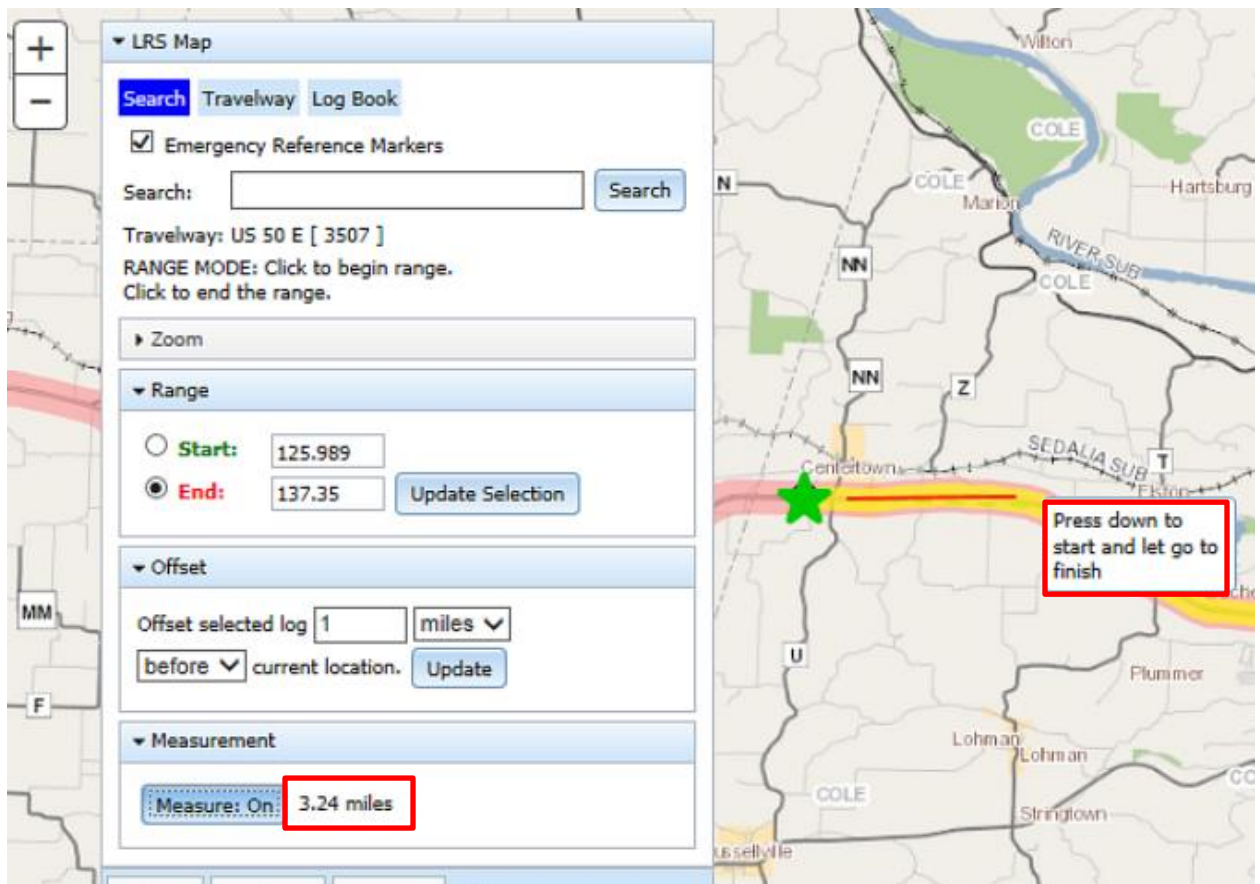 +
−
LRS Map
Search Travelway Log Book
Emergency Reference Markers
Search: Search
Travelway: US 50 E [ 3507 ]
RANGE MODE: Click to begin range.
Click to end the range.
Zoom
Range
Start: 125.989
End: 137.35 Update Selection
Offset
Offset selected log 1 miles
before current location. Update
Measurement
Measure: On 3.24 miles
MM
F
Wilton
COLE
N
COLE
Marion
Hartsburg
RIVER SUB
NN
COLE
NN
Z
SEDALIA SUB
T
Centertown
Elston
Press down to
start and let go to
finish
U
Plummer
Lohman
Lohman
COLE
Stringtown